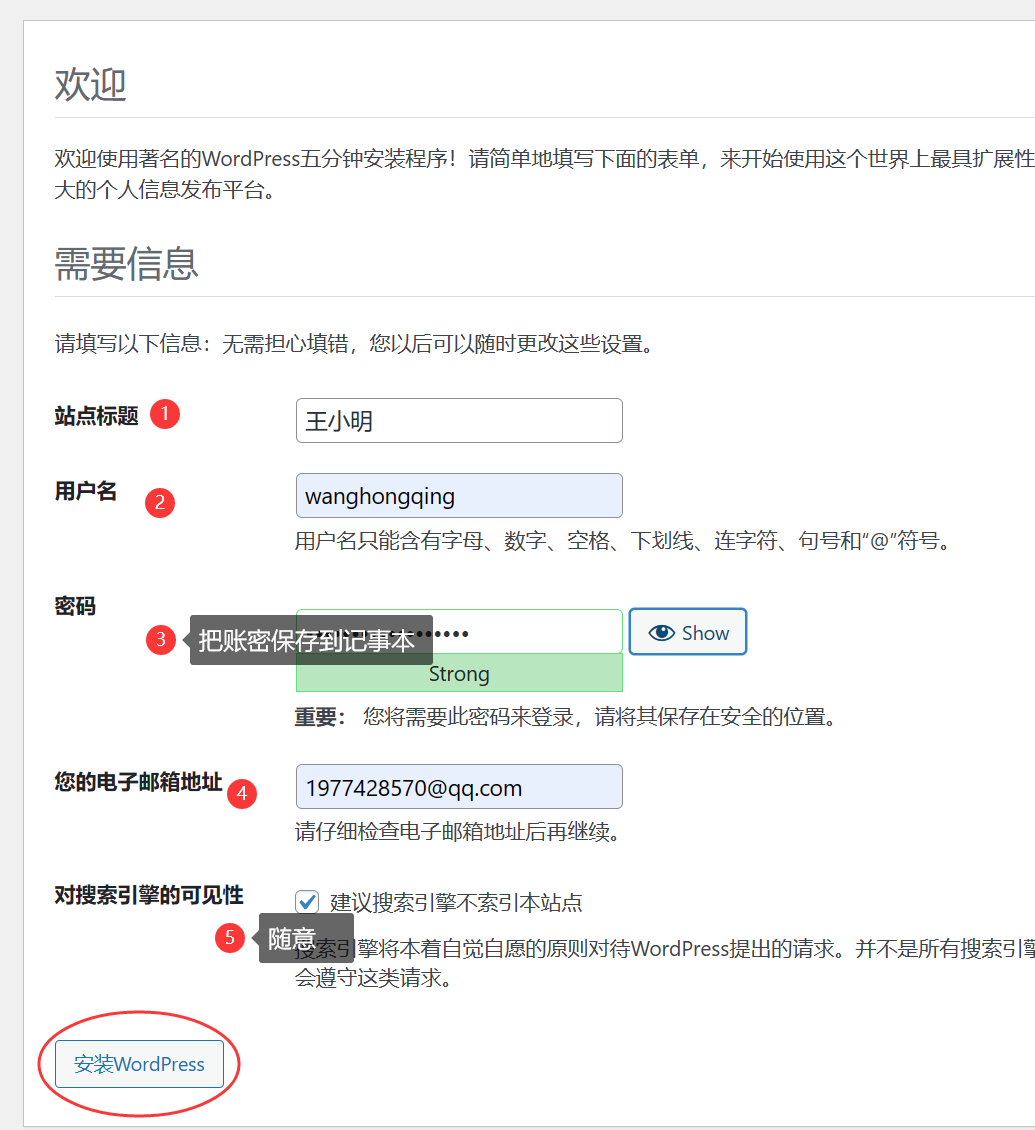 欢迎
欢迎使用著名的WordPress五分钟安装程序！请简单地填写下面的表单，来开始使用这个世界上最具扩展性
大的个人信息发布平台。
需要信息
请填写以下信息：无需担心填错，您以后可以随时更改这些设置。
站点标题 1 王小明
用户名 2 wanghongqing
用户名只能含有字母、数字、空格、下划线、连字符、句号和“@”符号。
密码
3 把账密保存到记事本 Show
Strong
重要： 您将需要此密码来登录，请将其保存在安全的位置。
您的电子邮箱地址 4 1977428570@qq.com
请仔细检查电子邮箱地址后再继续。
对搜索引擎的可见性 建议搜索引擎不索引本站点
5 随意
搜索引擎将本着自觉自愿的原则对待WordPress提出的请求。并不是所有搜索引擎
会遵守这类请求。
安装WordPress